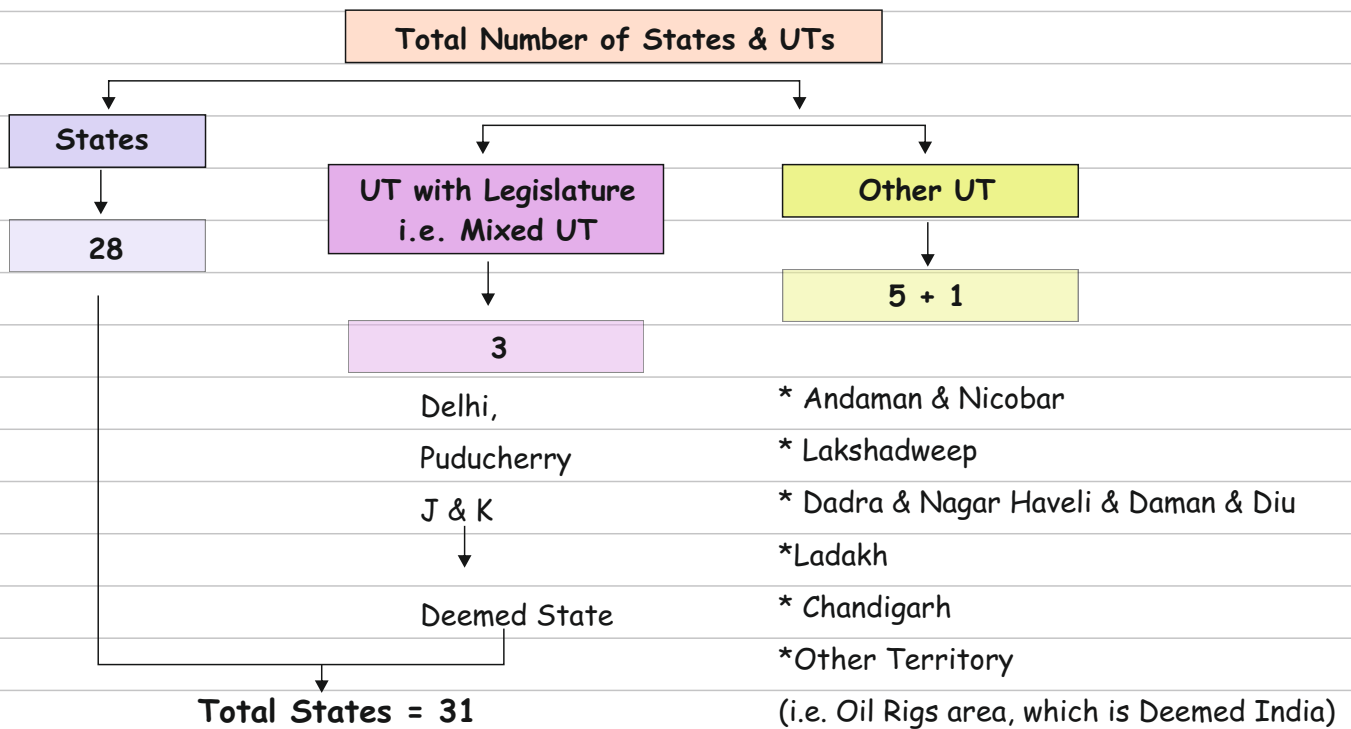 Total Number of States & UTs
States
28
UT with Legislature
i.e. Mixed UT
3
Delhi,
Puducherry
J & K
Deemed State
Total States = 31
Other UT
5 + 1
* Andaman & Nicobar
* Lakshadweep
* Dadra & Nagar Haveli & Daman & Diu
*Ladakh
* Chandigarh
*Other Territory
(i.e. Oil Rigs area, which is Deemed India)